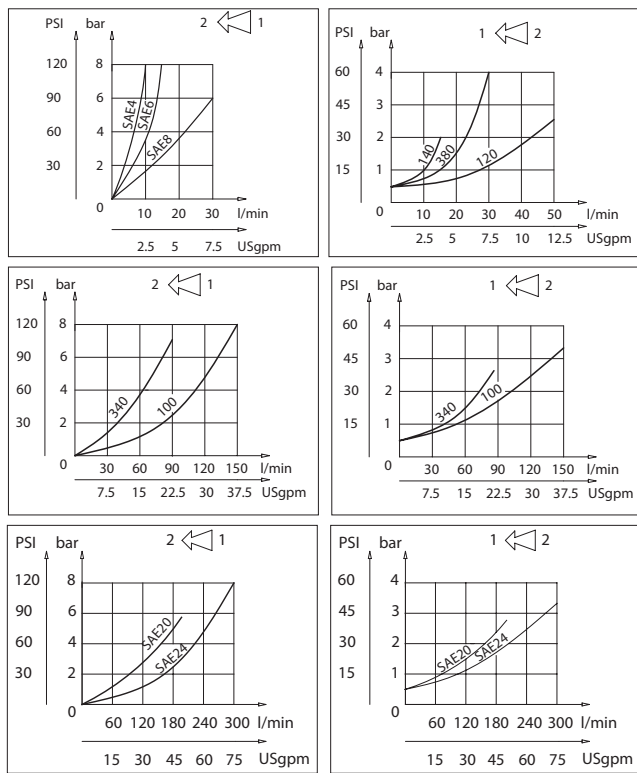 PSI bar 2 1
120 8
90 6
60 4
30 2
0
SAE4
SAE6
SAE8
10 20 30 l/min
2.5 5 7.5 USgpm
PSI bar 1 2
60 4
45 3
30 2
15 1
0
140
380
120
10 20 30 40 50
l/min
2.5 5 7.5 10 12.5 USgpm
PSI bar 2 1
120 8
90 6
60 4
30 2
0
340
100
30 60 90 120 150 l/min
7.5 15 22.5 30 37.5 USgpm
PSI bar 1 2
60 4
45 3
30 2
15 1
0
340
100
30 60 90 120 150 l/min
7.5 15 22.5 30 37.5 USgpm
PSI bar 2 1
120 8
90 6
60 4
30 2
0
SAE20
SAE24
60 120 180 240 300 l/min
15 30 45 60 75 USgpm
PSI bar 1 2
60 4
45 3
30 2
15 1
0
SAE20
SAE24
60 120 180 240 300 l/min
15 30 45 60 75 USgpm